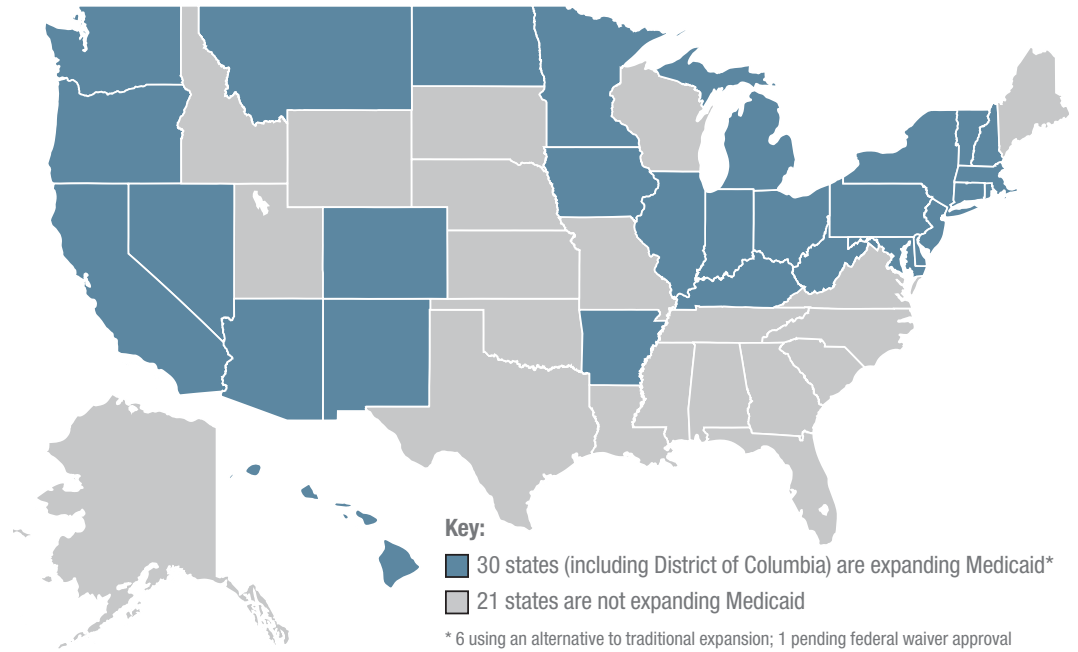 Key:
30 states (including District of Columbia) are expanding Medicaid*
21 states are not expanding Medicaid
* 6 using an alternative to traditional expansion; 1 pending federal waiver approval